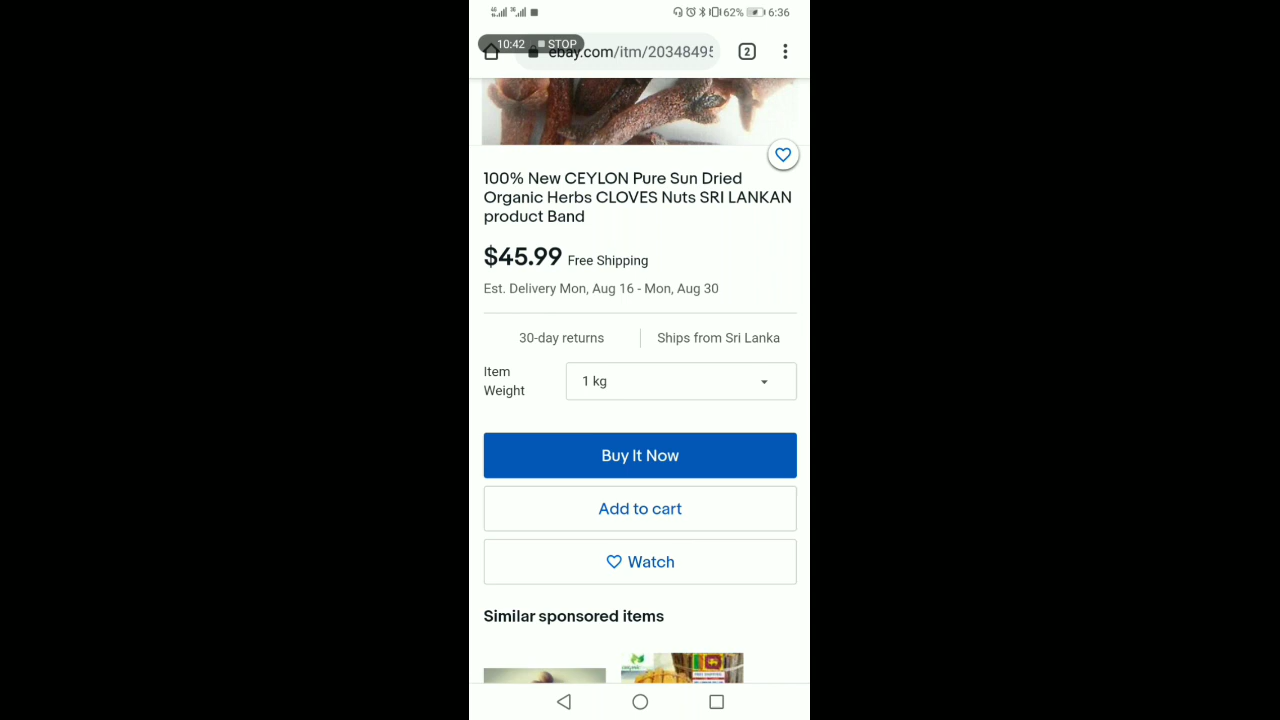 62% 6:36
10:42 STOP
ebay.com/itm/20348495
2
100% New CEYLON Pure Sun Dried
Organic Herbs CLOVES Nuts SRI LANKAN
product Band
$45.99 Free Shipping
Est. Delivery Mon, Aug 16 - Mon, Aug 30
30-day returns
Ships from Sri Lanka
Item
Weight
1 kg
Buy It Now
Add to cart
Watch
Similar sponsored items